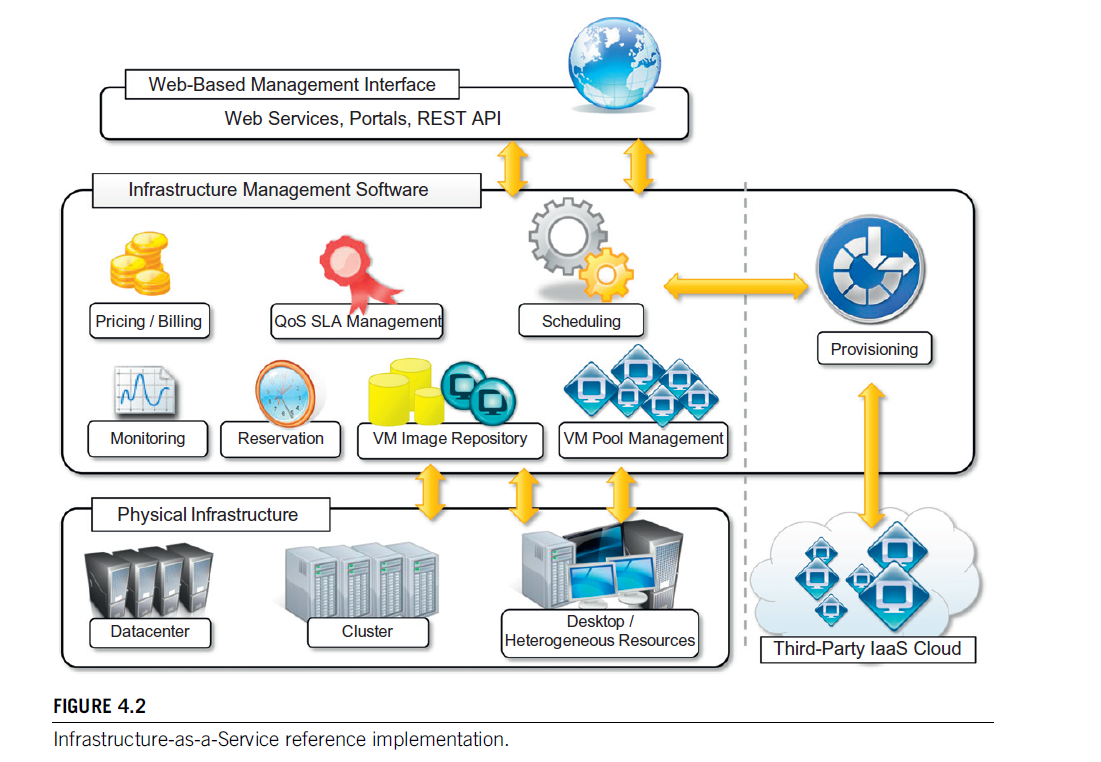 Web-Based Management Interface
Web Services, Portals, REST API
Infrastructure Management Software
Pricing / Billing
QoS SLA Management
Scheduling
Provisioning
Monitoring
Reservation
VM Image Repository
VM Pool Management
Physical Infrastructure
Datacenter
Cluster
Desktop /
Heterogeneous Resources
Third-Party IaaS Cloud
FIGURE 4.2
Infrastructure-as-a-Service reference implementation.